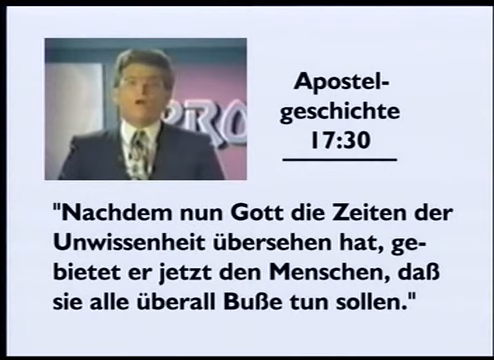 PRO
Apostel-
geschichte
17:30
"Nachdem nun Gott die Zeiten der
Unwissenheit übersehen hat, ge-
bietet er jetzt den Menschen, daß
sie alle überall Buße tun sollen."